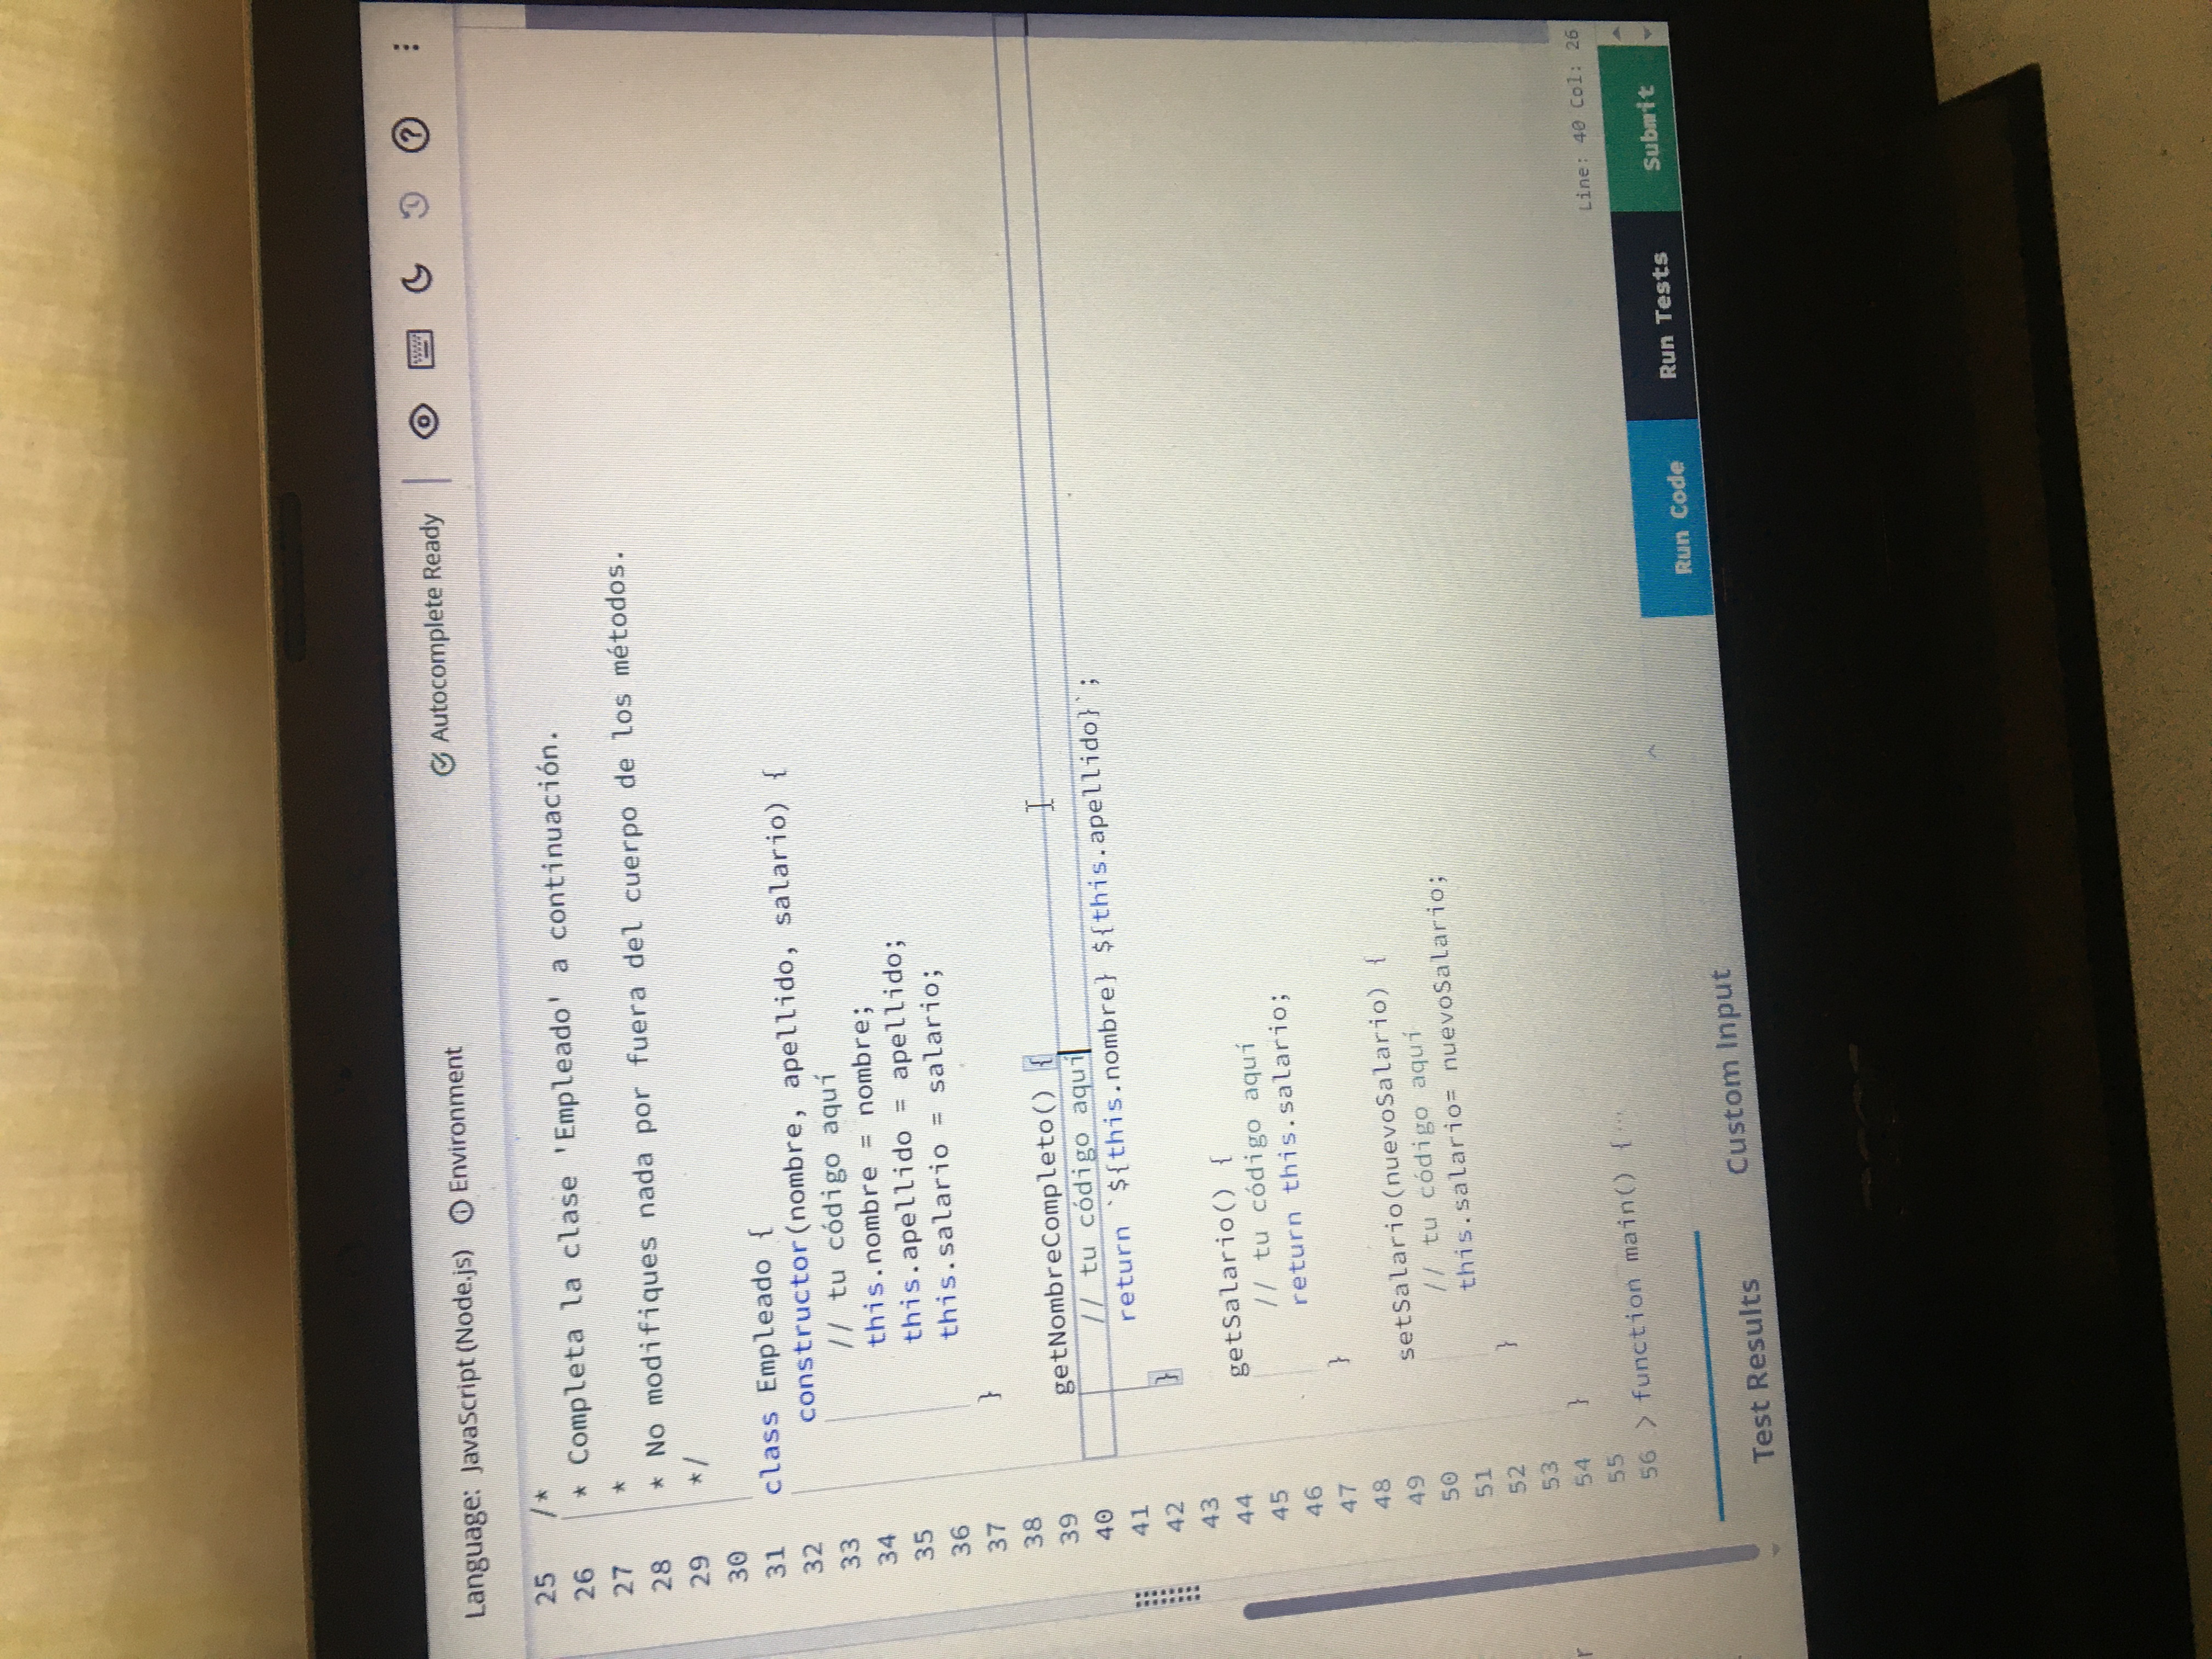 Language: JavaScript (Node.js) Environment Autocomplete Ready
25 /*
26 * Completa la clase 'Empleado' a continuación.
27 *
28 * No modifiques nada por fuera del cuerpo de los métodos.
29 */
30
31 class Empleado {
32 constructor(nombre, apellido, salario) {
33 // tu código aquí
34 this.nombre = nombre;
35 this.apellido = apellido;
36 this.salario = salario;
37 }
38
39 getNombreCompleto() {
40 // tu código aquí
41 return `${this.nombre} ${this.apellido}`;
42 }
43
44 getSalario() {
45 // tu código aquí
46 return this.salario;
47 }
48
49 setSalario(nuevoSalario) {
50 // tu código aquí
51 this.salario= nuevoSalario;
52 }
53
54 }
55
56 > function main() { ...
r
Line: 40 Col: 26
Test Results Custom Input Run Code Run Tests Submit